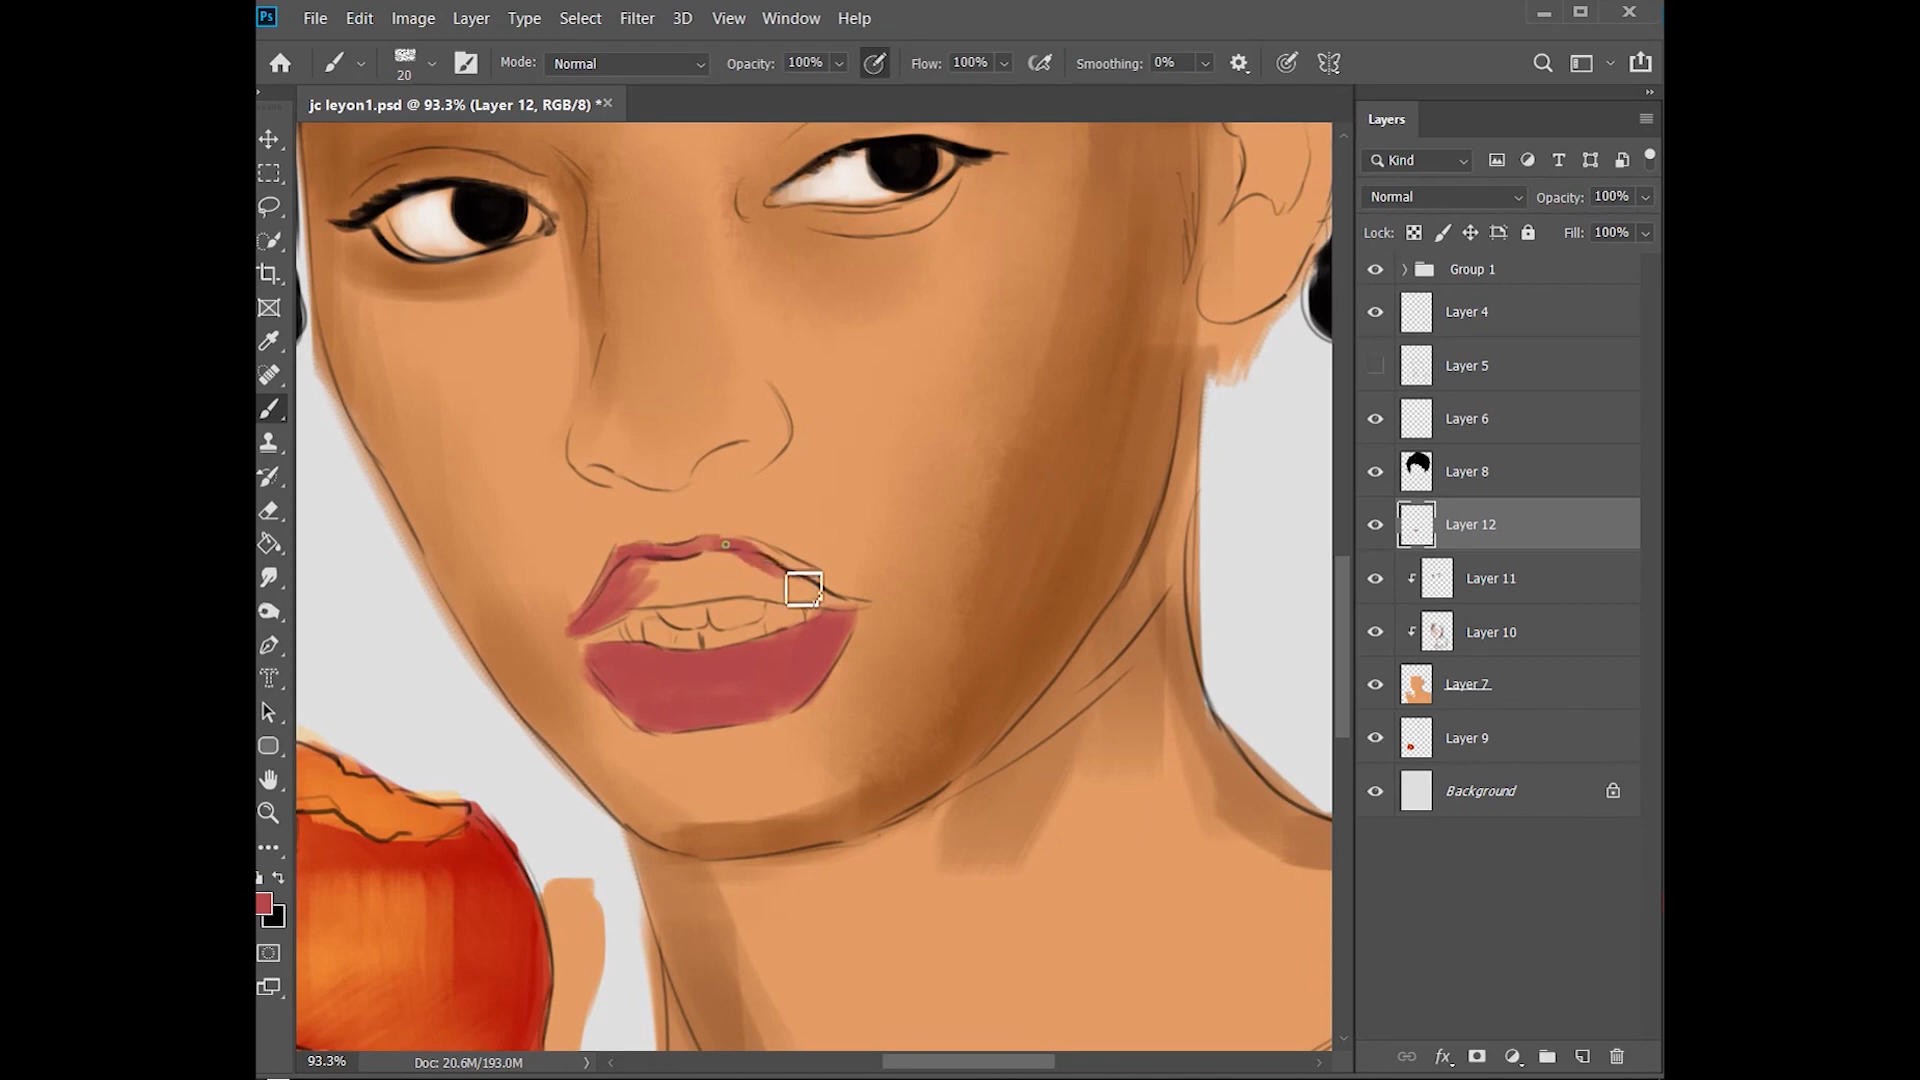 Ps File Edit Image Layer Type Select Filter 3D View Window Help
20 Mode: Normal Opacity: 100% Flow: 100% Smoothing: 0%
jc leyon1.psd @ 93.3% (Layer 12, RGB/8) *
Layers
Kind
Normal Opacity: 100%
Lock: Fill: 100%
Group 1
Layer 4
Layer 5
Layer 6
Layer 8
Layer 12
Layer 11
Layer 10
Layer 7
Layer 9
Background
93.3% Doc: 20.6M/193.0M
fx